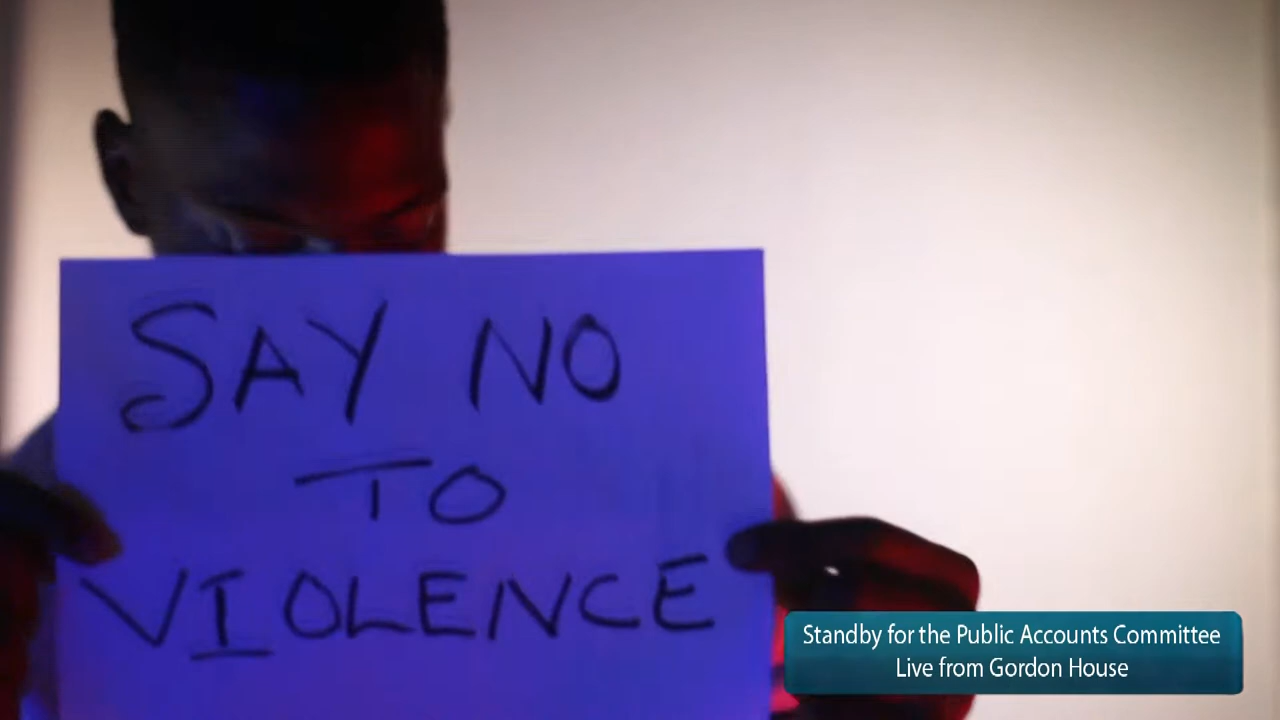 SAY NO
TO
VIOLENCE
Standby for the Public Accounts Committee
Live from Gordon House